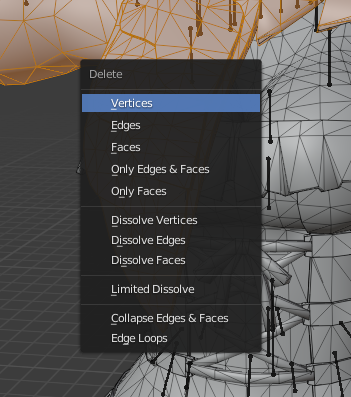 Delete
Vertices
Edges
Faces
Only Edges & Faces
Only Faces
Dissolve Vertices
Dissolve Edges
Dissolve Faces
Limited Dissolve
Collapse Edges & Faces
Edge Loops